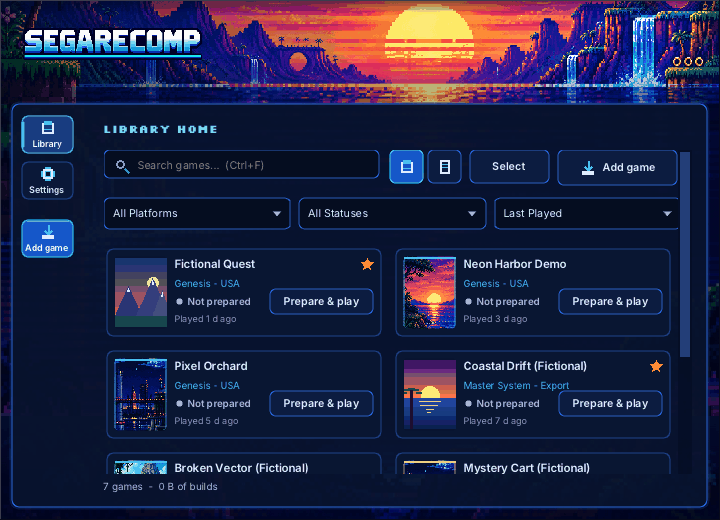 SEGARECOMP
Library
Settings
Add game
LIBRARY HOME
Search games... (Ctrl+F)
Select
Add game
All Platforms
All Statuses
Last Played
Fictional Quest
Genesis - USA
Not prepared
Prepare & play
Played 1 d ago
Neon Harbor Demo
Genesis - USA
Not prepared
Prepare & play
Played 3 d ago
Pixel Orchard
Genesis - USA
Not prepared
Prepare & play
Played 5 d ago
Coastal Drift (Fictional)
Master System - Export
Not prepared
Prepare & play
Played 7 d ago
Broken Vector (Fictional)
Mystery Cart (Fictional)
7 games - 0 B of builds